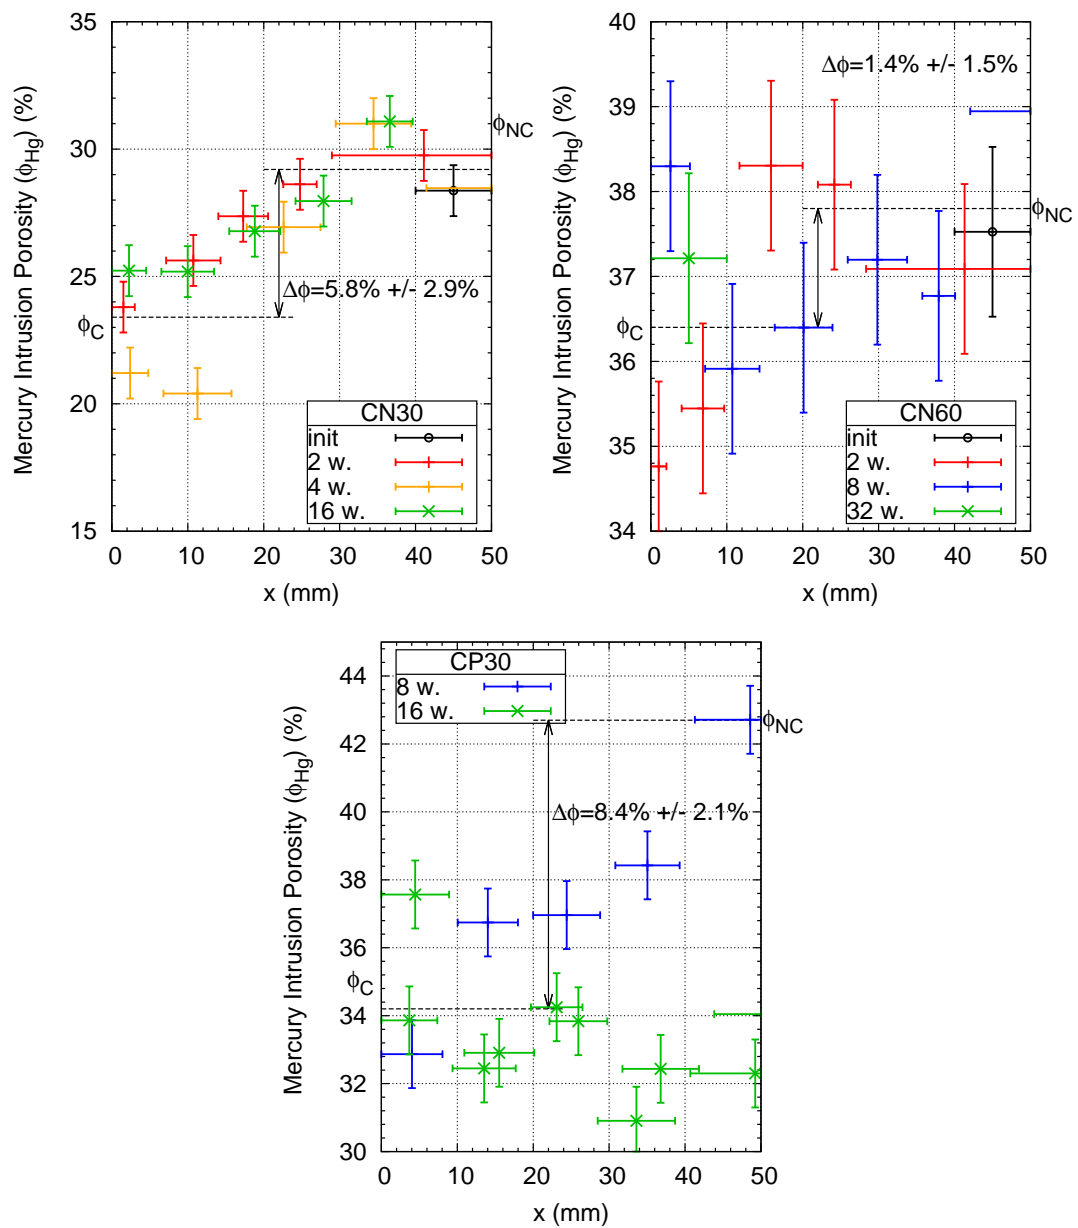 Mercury Intrusion Porosity (ϕHg) (%)
35
30
25
20
15
ϕNC
ϕC
Δϕ=5.8% +/- 2.9%
CN30
init
2 w.
4 w.
16 w.
0 10 20 30 40 50
x (mm)
Mercury Intrusion Porosity (ϕHg) (%)
40
39
38
37
36
35
34
Δϕ=1.4% +/- 1.5%
ϕNC
ϕC
CN60
init
2 w.
8 w.
32 w.
0 10 20 30 40 50
x (mm)
Mercury Intrusion Porosity (ϕHg) (%)
44
42
40
38
36
34
32
30
CP30
8 w.
16 w.
ϕNC
Δϕ=8.4% +/- 2.1%
ϕC
0 10 20 30 40 50
x (mm)